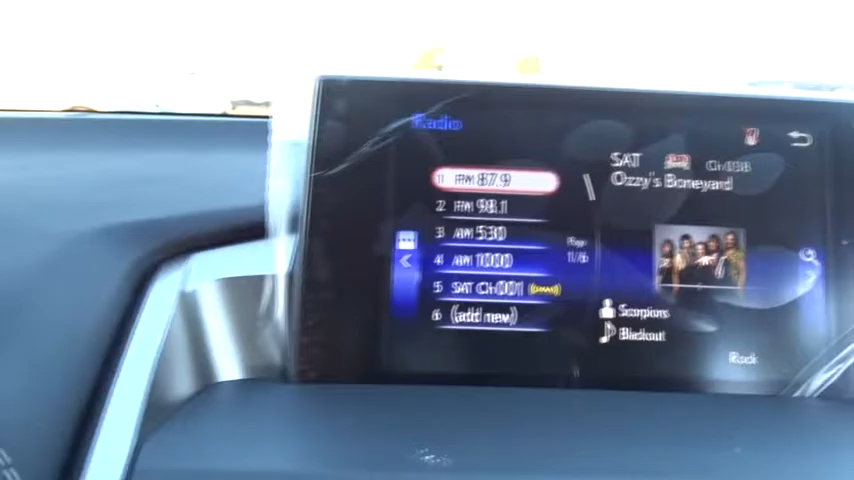 Radio
1 FM 87.9
2 FM 98.1
3 AM 530
4 AM 1000
5 SAT Ch001
6 (add new)
Page
1/6
SAT Ch038
Ozzy's Boneyard
Scorpions
Blackout
Rock